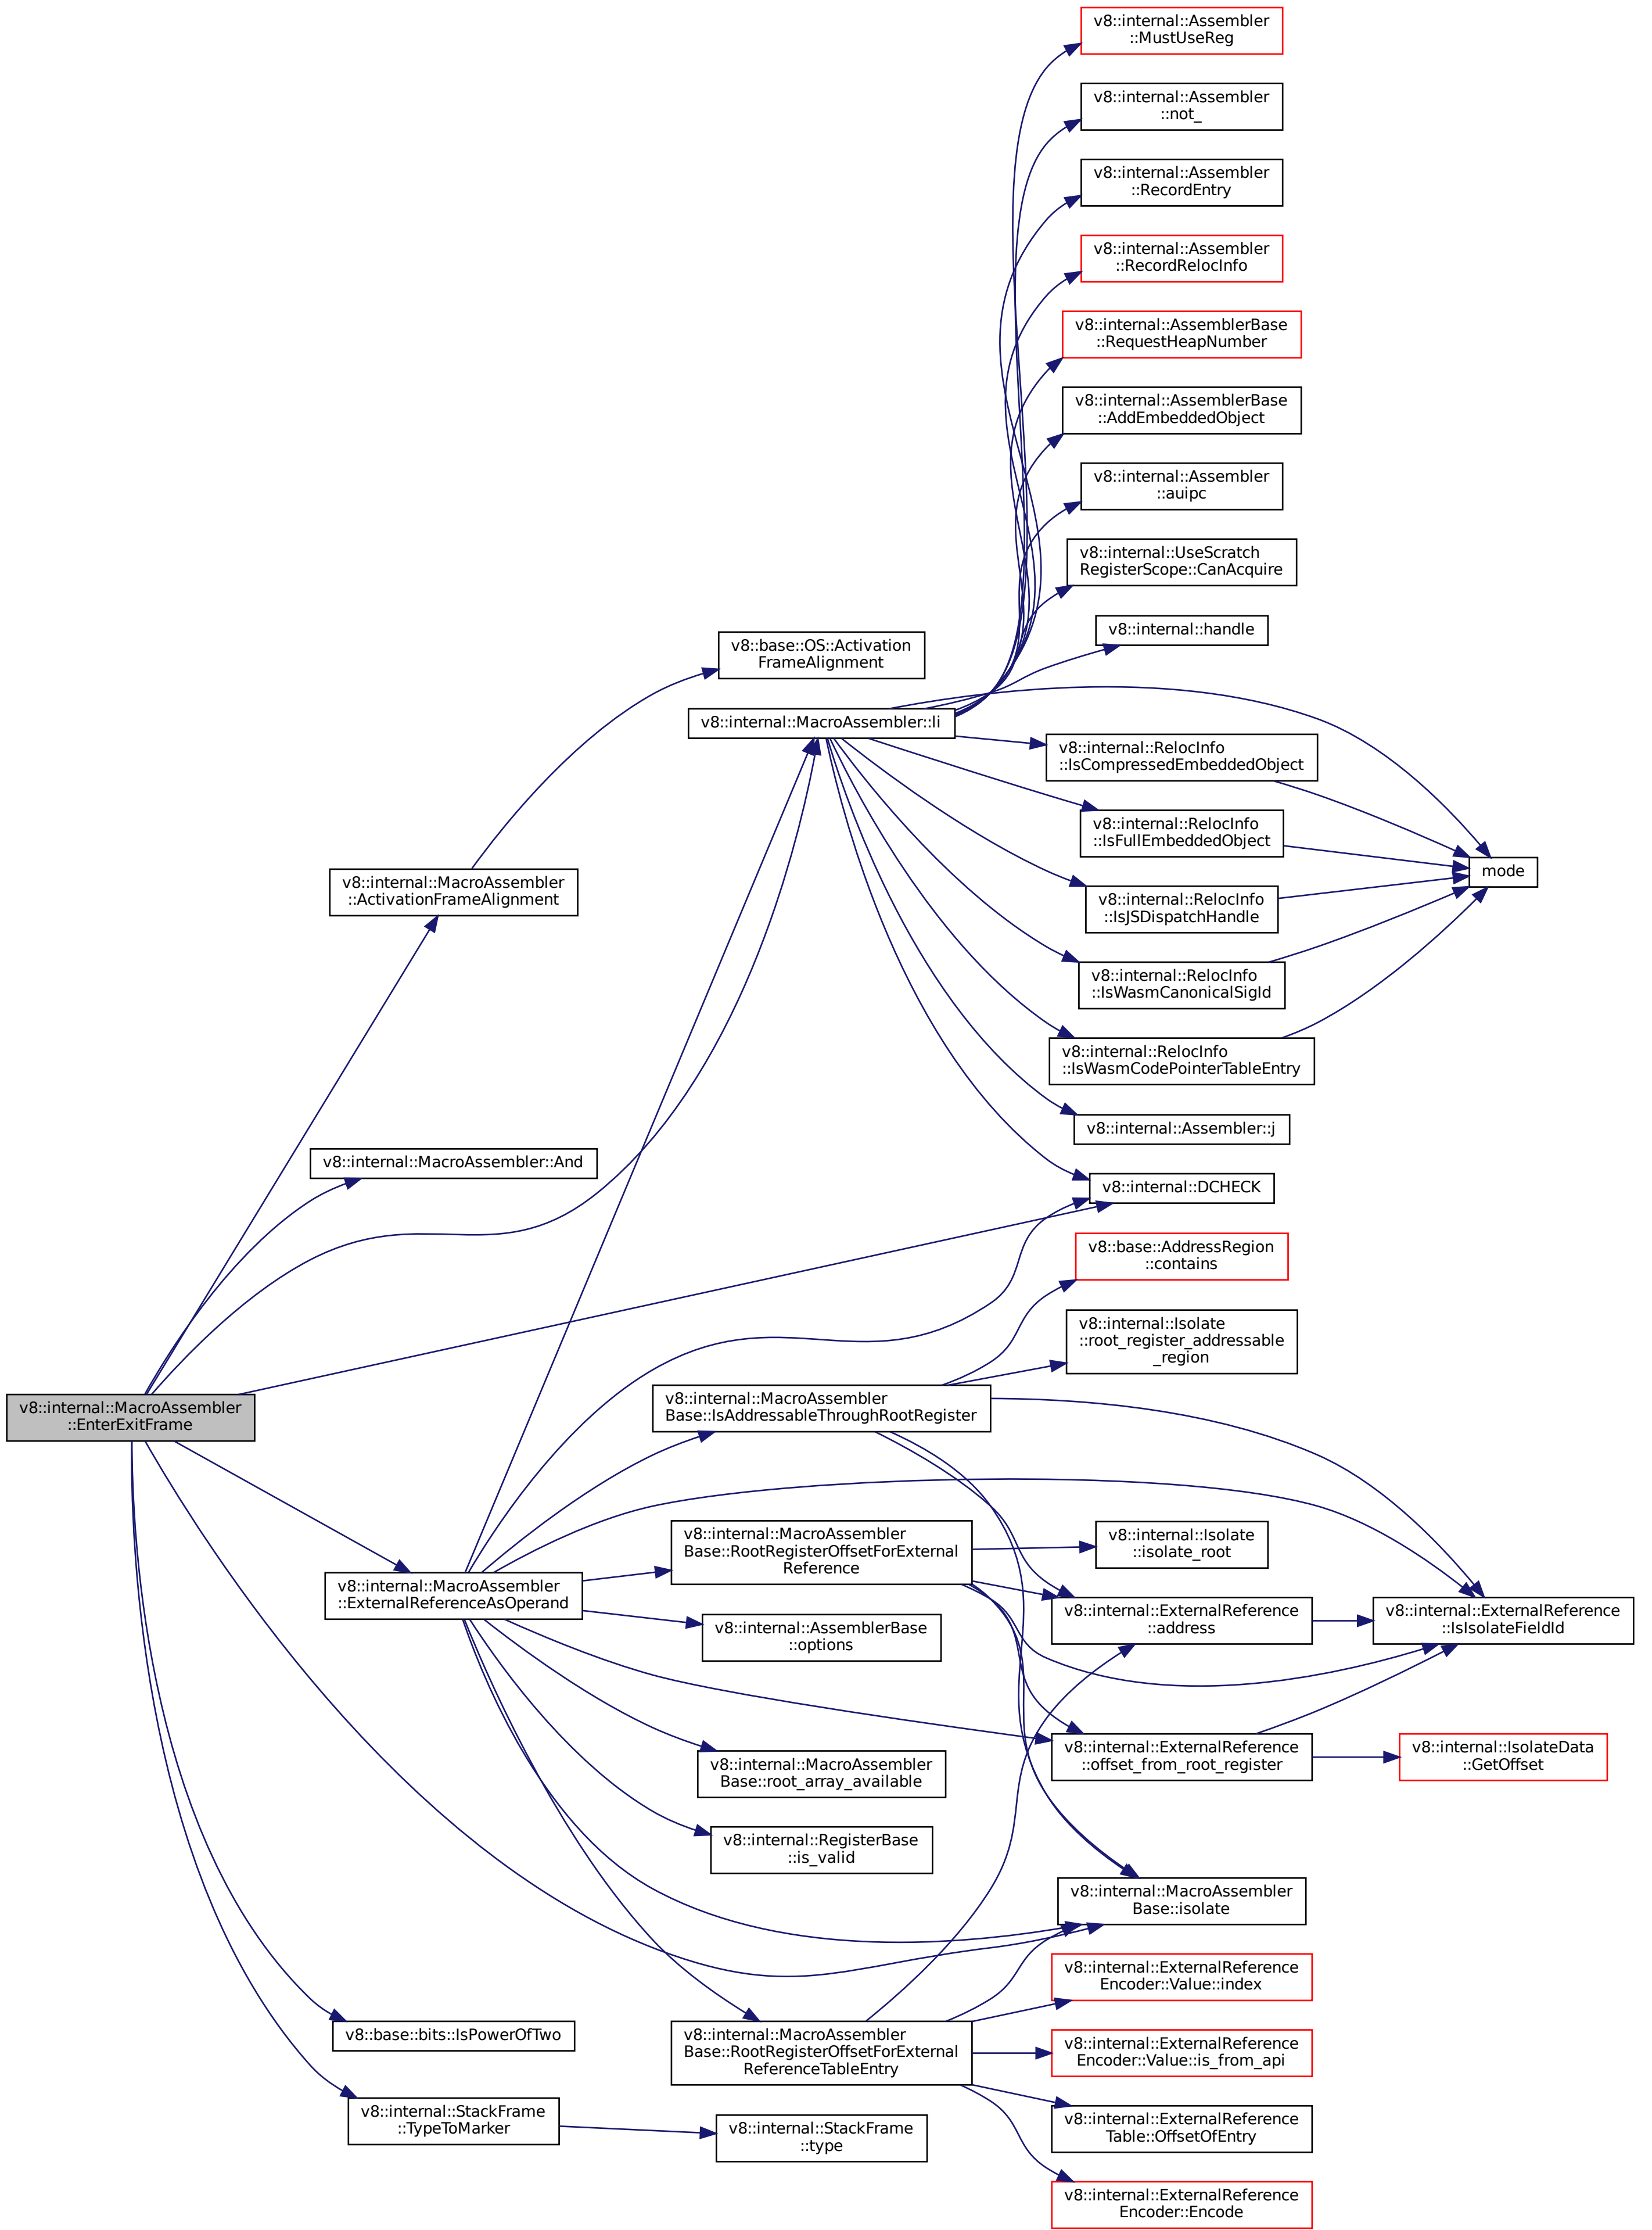 v8::internal::Assembler
::MustUseReg
v8::internal::Assembler
::not_
v8::internal::Assembler
::RecordEntry
v8::internal::Assembler
::RecordRelocInfo
v8::internal::AssemblerBase
::RequestHeapNumber
v8::internal::AssemblerBase
::AddEmbeddedObject
v8::internal::Assembler
::auipc
v8::internal::UseScratch
RegisterScope::CanAcquire
v8::internal::handle
v8::base::OS::Activation
FrameAlignment
v8::internal::MacroAssembler::li
v8::internal::RelocInfo
::IsCompressedEmbeddedObject
v8::internal::RelocInfo
::IsFullEmbeddedObject
mode
v8::internal::MacroAssembler
::ActivationFrameAlignment
v8::internal::RelocInfo
::IsJSDispatchHandle
v8::internal::RelocInfo
::IsWasmCanonicalSigId
v8::internal::RelocInfo
::IsWasmCodePointerTableEntry
v8::internal::Assembler::j
v8::internal::MacroAssembler::And
v8::internal::DCHECK
v8::base::AddressRegion
::contains
v8::internal::Isolate
::root_register_addressable
_region
v8::internal::MacroAssembler
::EnterExitFrame
v8::internal::MacroAssembler
Base::IsAddressableThroughRootRegister
v8::internal::MacroAssembler
Base::RootRegisterOffsetForExternal
Reference
v8::internal::Isolate
::isolate_root
v8::internal::MacroAssembler
::ExternalReferenceAsOperand
v8::internal::AssemblerBase
::options
v8::internal::ExternalReference
::address
v8::internal::ExternalReference
::IsIsolateFieldId
v8::internal::MacroAssembler
Base::root_array_available
v8::internal::ExternalReference
::offset_from_root_register
v8::internal::IsolateData
::GetOffset
v8::internal::RegisterBase
::is_valid
v8::internal::MacroAssembler
Base::isolate
v8::internal::ExternalReference
Encoder::Value::index
v8::base::bits::IsPowerOfTwo
v8::internal::MacroAssembler
Base::RootRegisterOffsetForExternal
ReferenceTableEntry
v8::internal::ExternalReference
Encoder::Value::is_from_api
v8::internal::StackFrame
::TypeToMarker
v8::internal::StackFrame
::type
v8::internal::ExternalReference
Table::OffsetOfEntry
v8::internal::ExternalReference
Encoder::Encode